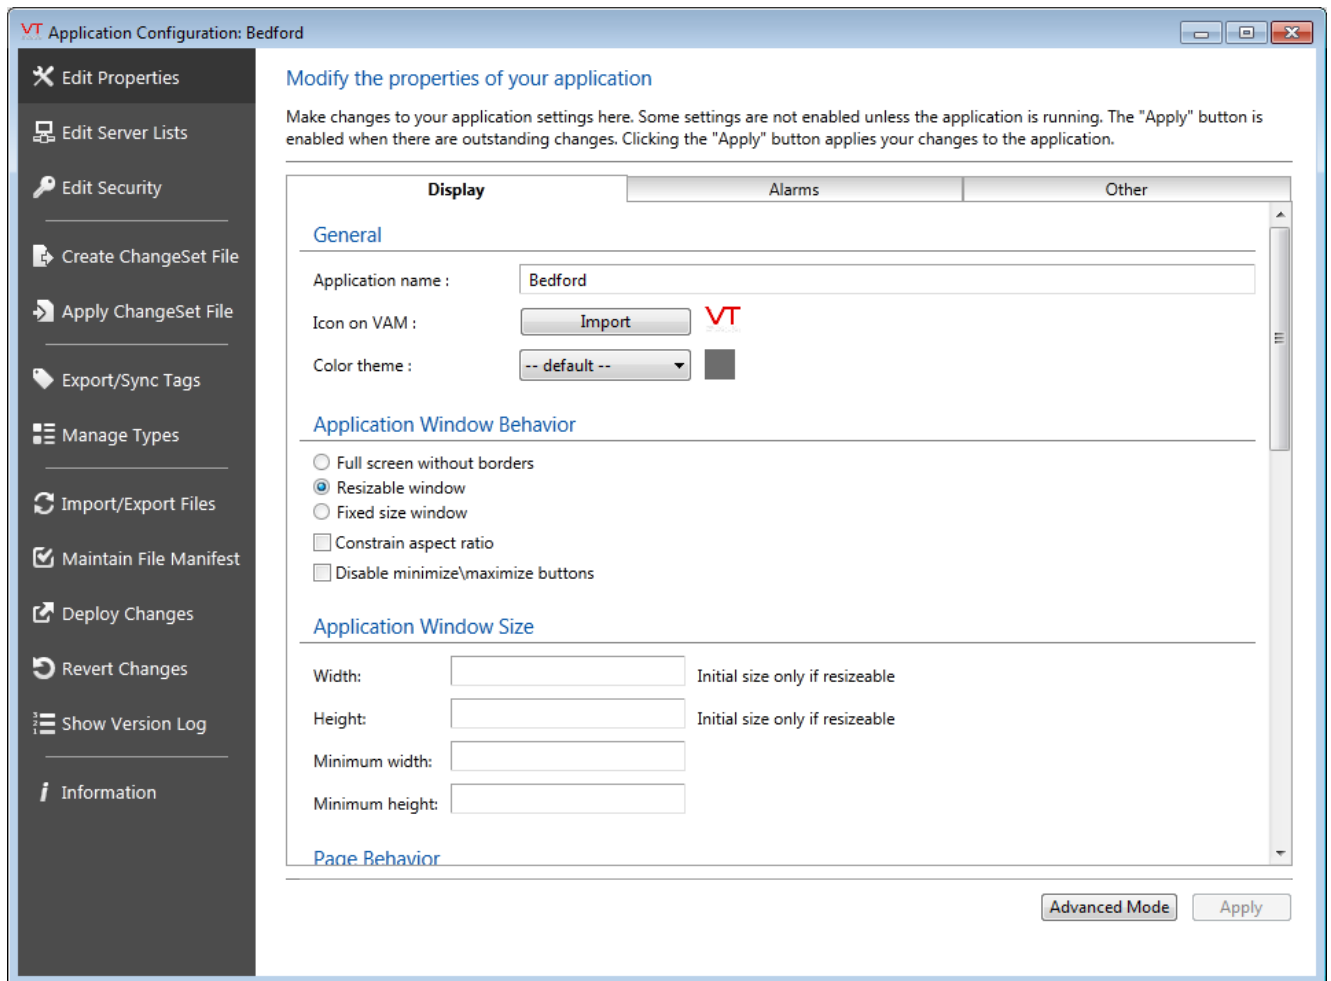 VT Application Configuration: Bedford
Edit Properties
Edit Server Lists
Edit Security
Create ChangeSet File
Apply ChangeSet File
Export/Sync Tags
Manage Types
Import/Export Files
Maintain File Manifest
Deploy Changes
Revert Changes
Show Version Log
Information
Modify the properties of your application
Make changes to your application settings here. Some settings are not enabled unless the application is running. The "Apply" button is
enabled when there are outstanding changes. Clicking the "Apply" button applies your changes to the application.
Display Alarms Other
General
Application name : Bedford
Icon on VAM : Import VT
Color theme : -- default --
Application Window Behavior
Full screen without borders
Resizable window
Fixed size window
Constrain aspect ratio
Disable minimize\maximize buttons
Application Window Size
Width: Initial size only if resizeable
Height: Initial size only if resizeable
Minimum width:
Minimum height:
Page Behavior
Advanced Mode Apply